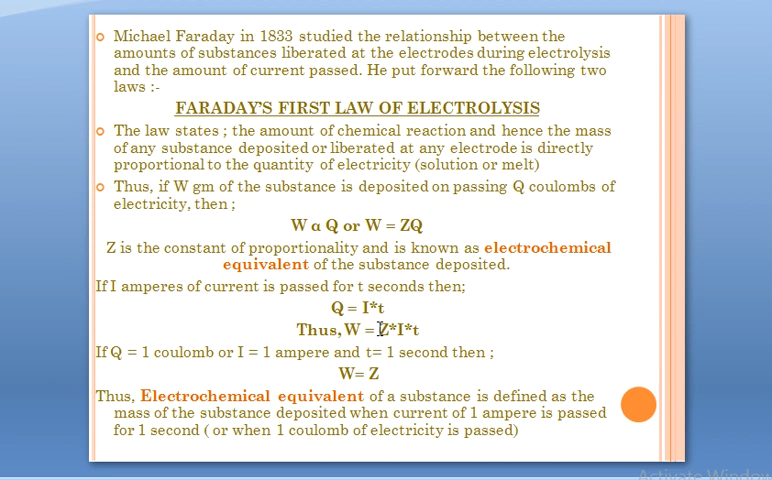 Michael Faraday in 1833 studied the relationship between the
amounts of substances liberated at the electrodes during electrolysis
and the amount of current passed. He put forward the following two
laws :-
FARADAY'S FIRST LAW OF ELECTROLYSIS
The law states ; the amount of chemical reaction and hence the mass
of any substance deposited or liberated at any electrode is directly
proportional to the quantity of electricity (solution or melt)
Thus, if W gm of the substance is deposited on passing Q coulombs of
electricity, then ;
W α Q or W = ZQ
Z is the constant of proportionality and is known as electrochemical
equivalent of the substance deposited.
If I amperes of current is passed for t seconds then;
Q = I*t
Thus, W = Z*I*t
If Q = 1 coulomb or I = 1 ampere and t= 1 second then ;
W= Z
Thus, Electrochemical equivalent of a substance is defined as the
mass of the substance deposited when current of 1 ampere is passed
for 1 second ( or when 1 coulomb of electricity is passed)
Activate Window